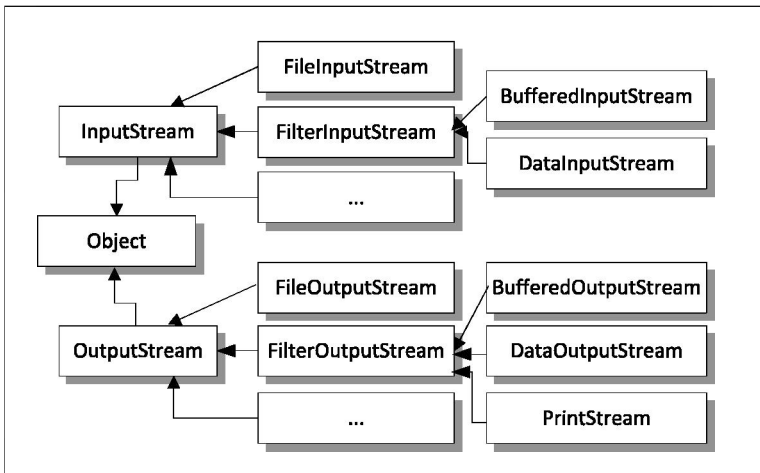 FileInputStream
BufferedInputStream
InputStream
FilterInputStream
DataInputStream
...
Object
FileOutputStream
BufferedOutputStream
OutputStream
FilterOutputStream
DataOutputStream
...
PrintStream